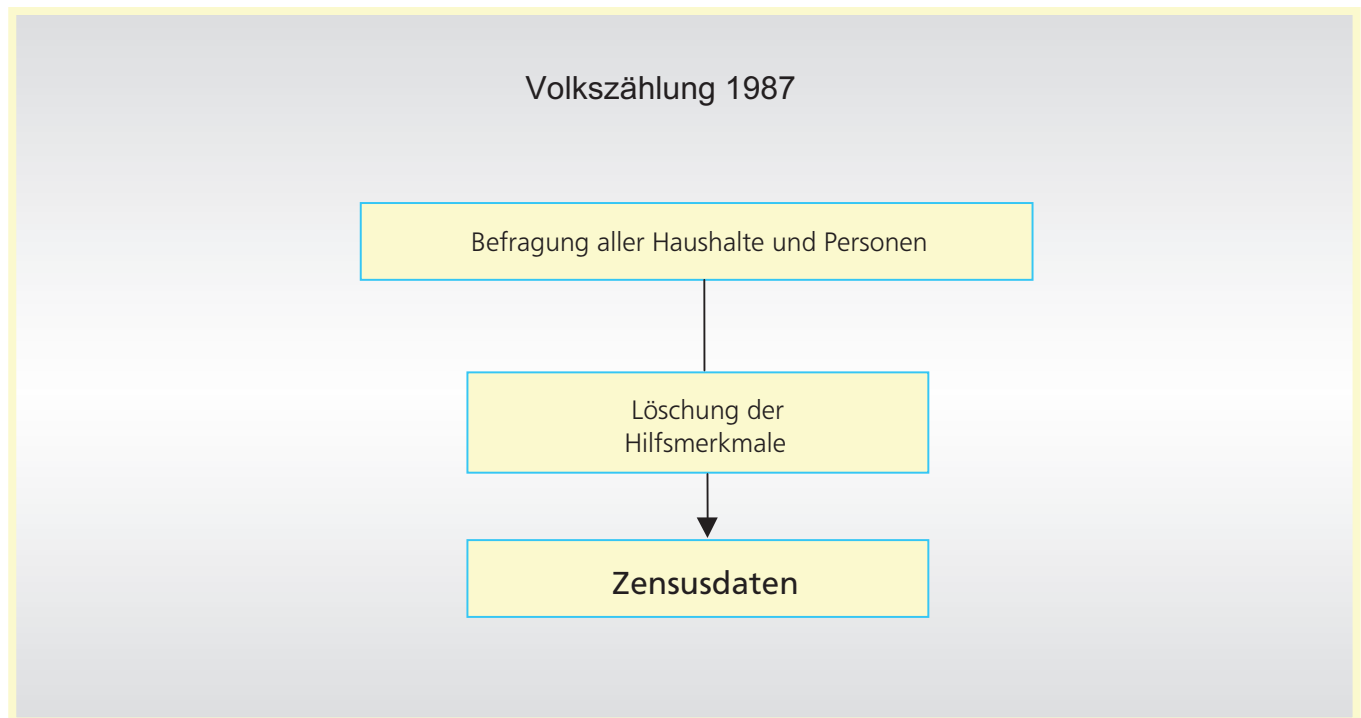 Volkszählung 1987
Befragung aller Haushalte und Personen
Löschung der
Hilfsmerkmale
Zensusdaten